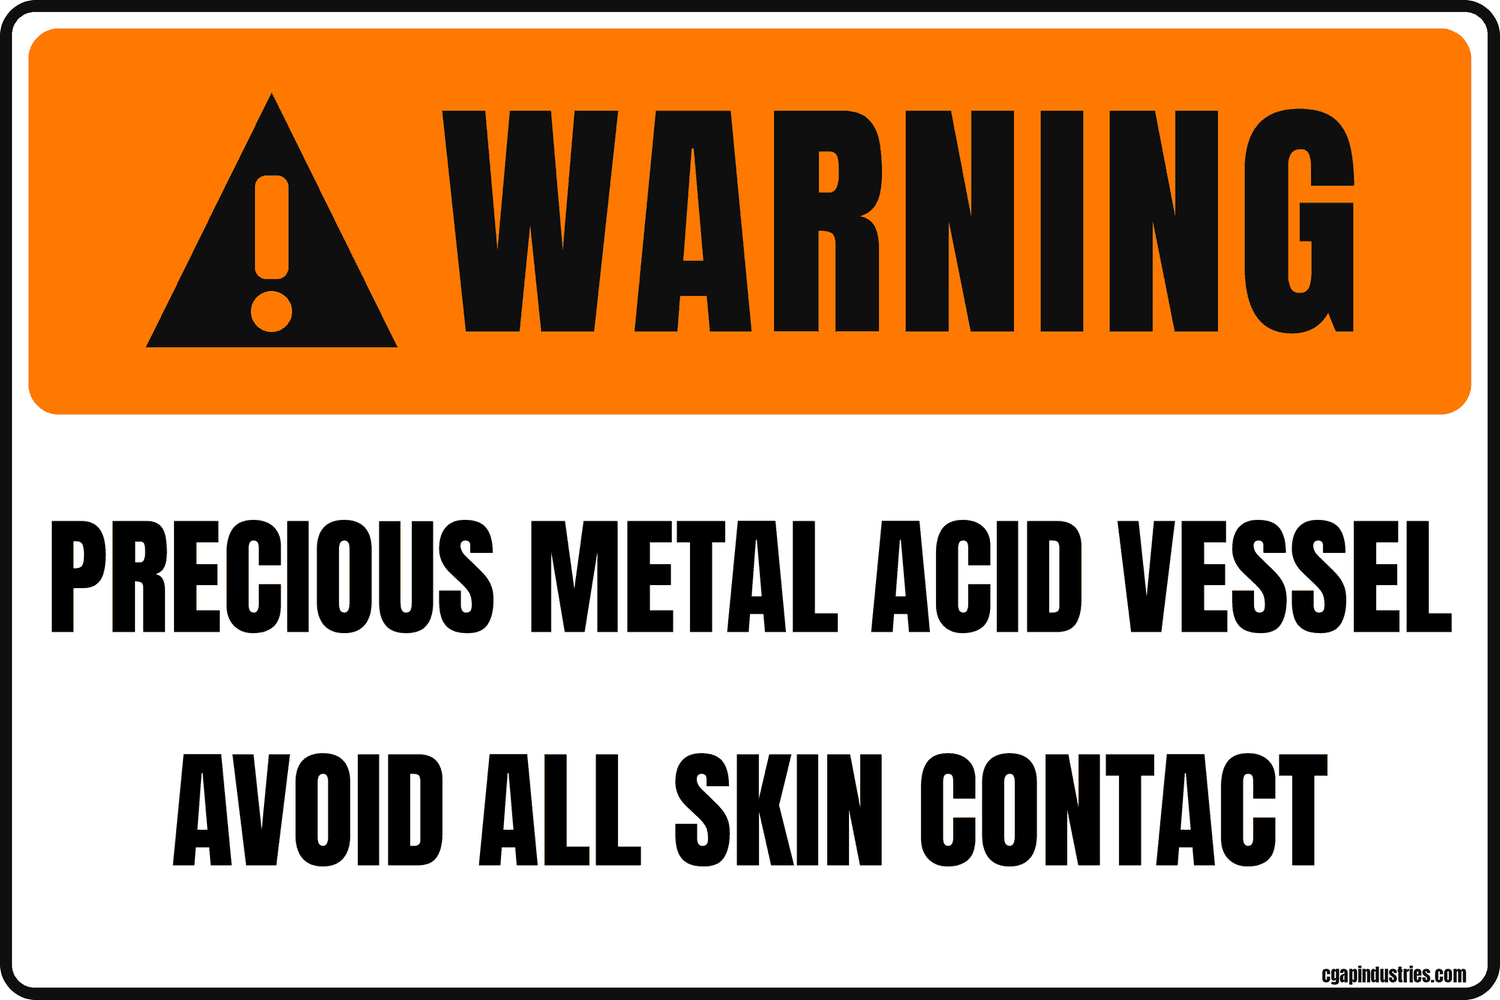 WARNING
PRECIOUS METAL ACID VESSEL
AVOID ALL SKIN CONTACT
cgapindustries.com